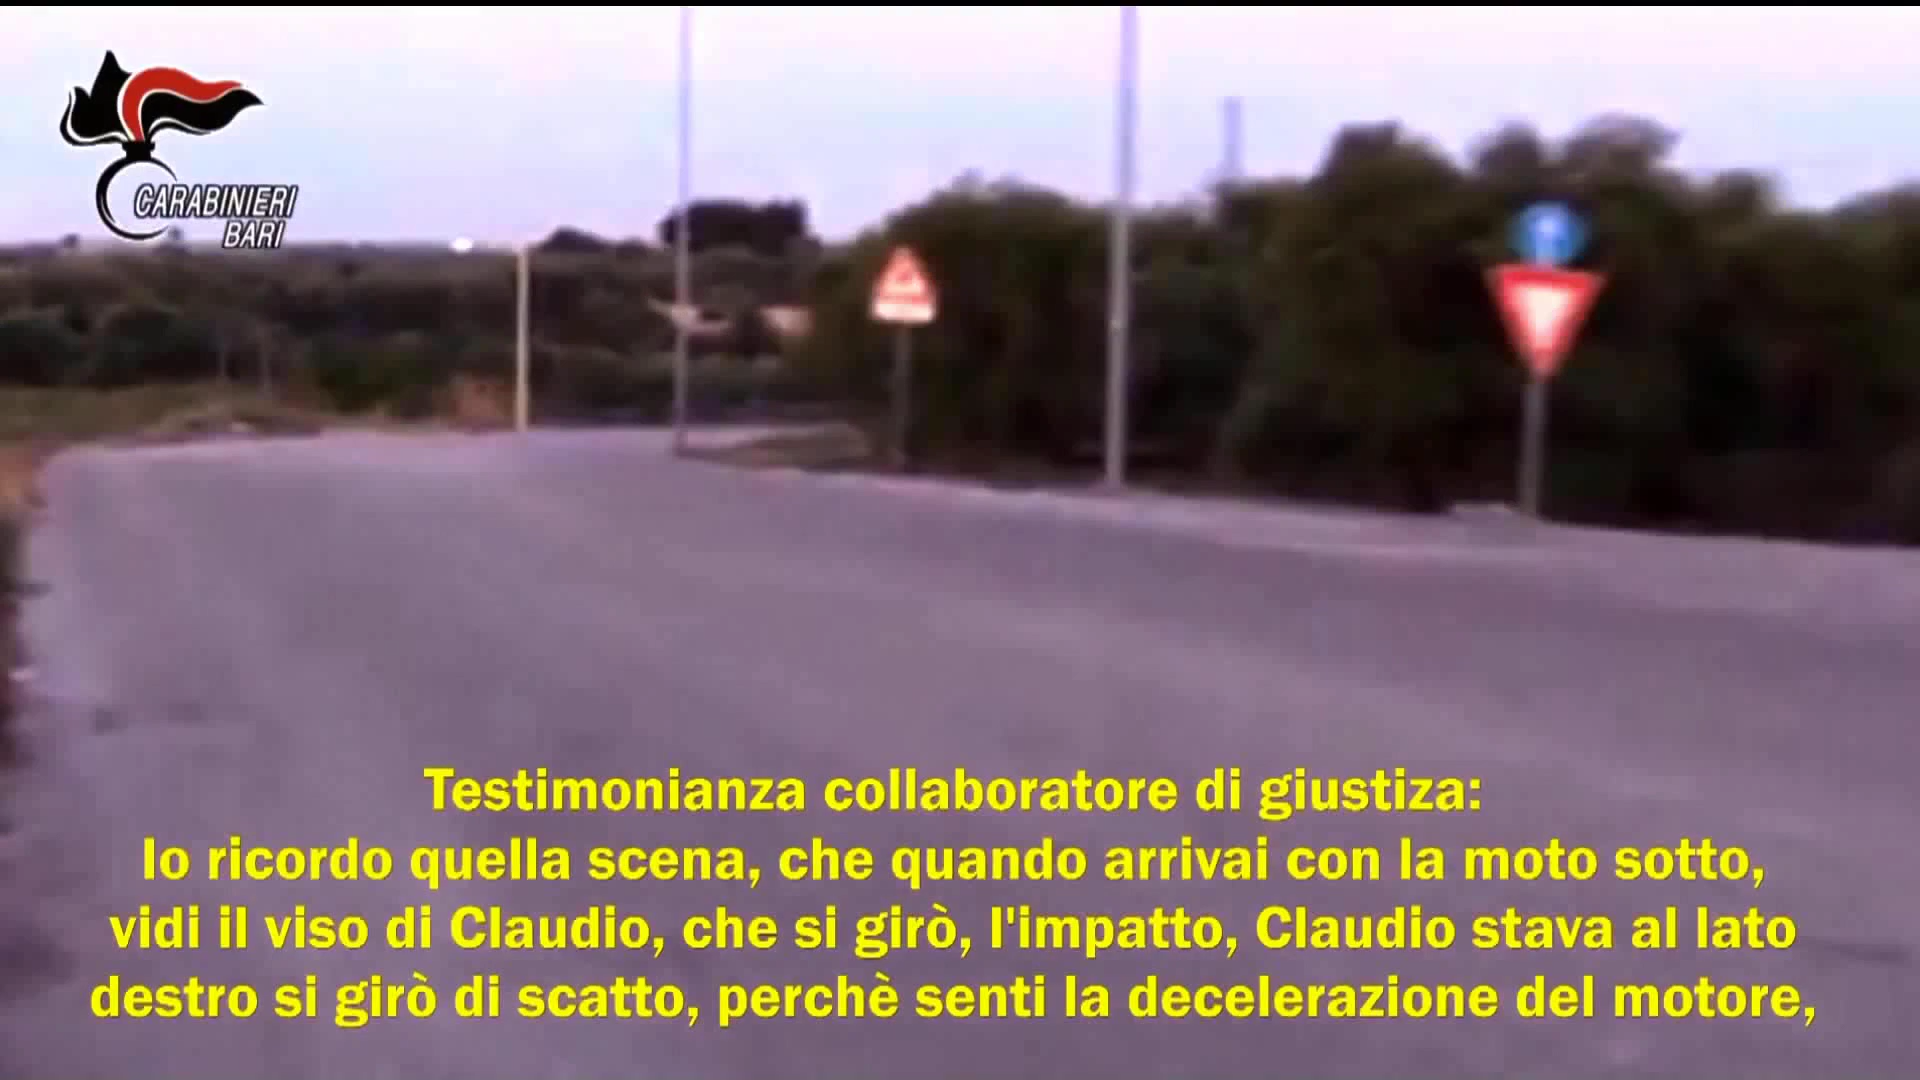 CARABINIERI
BARI
Testimonianza collaboratore di giustiza:
Io ricordo quella scena, che quando arrivai con la moto sotto,
vidi il viso di Claudio, che si girò, l'impatto, Claudio stava al lato
destro si girò di scatto, perchè senti la decelerazione del motore,